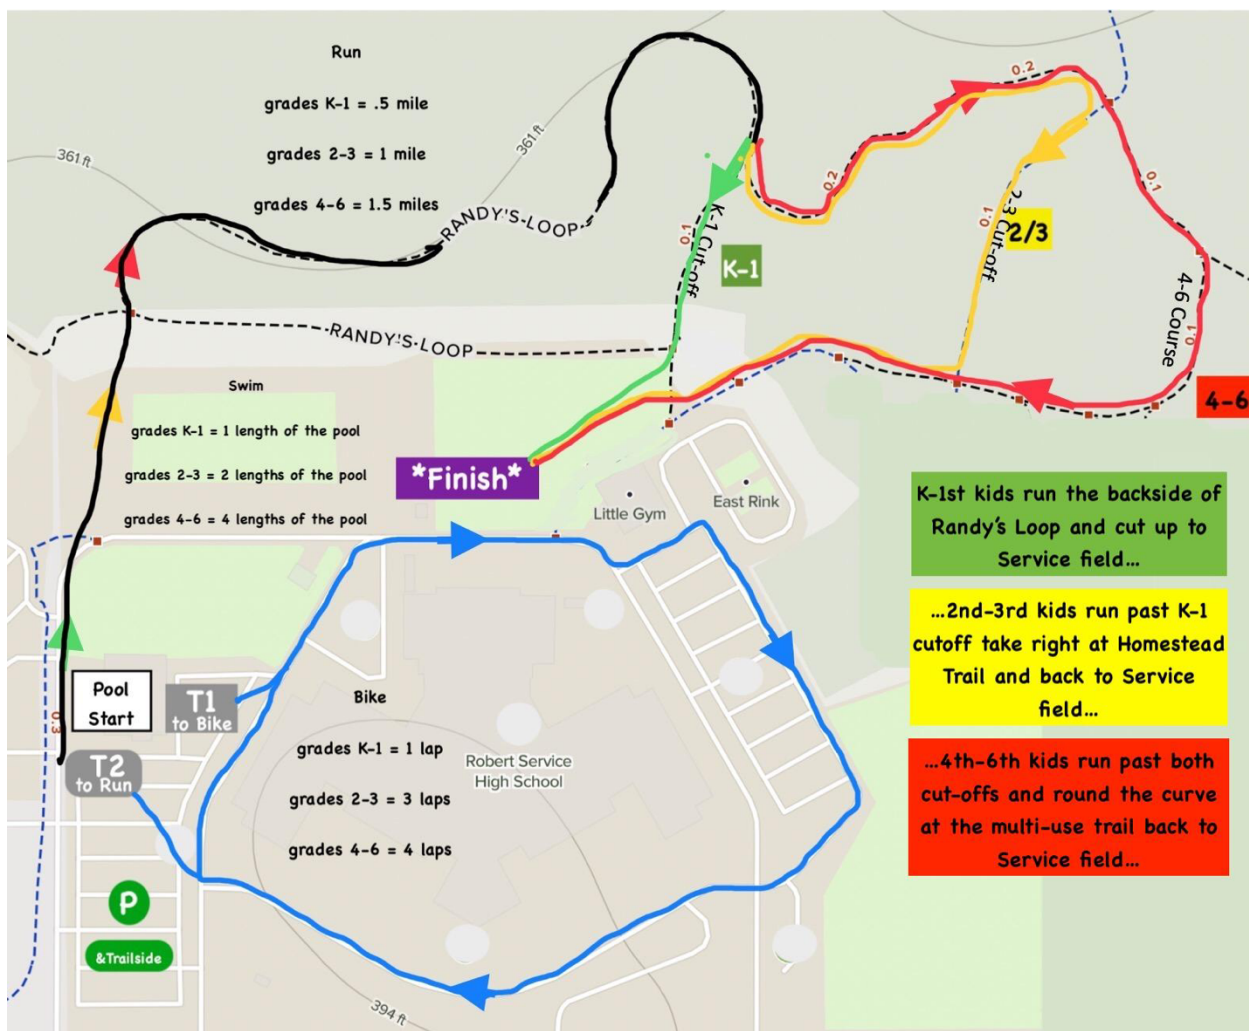 Run
grades K-1 = .5 mile
grades 2-3 = 1 mile
grades 4-6 = 1.5 miles
361 ft
361 ft
RANDY'S LOOP
RANDY'S LOOP
0.2
0.2
0.1
0.1
0.1
0.1
K-1 Cut-off
K-1
2-3 Cut-off
2/3
4-6 Course
4-6
Swim
grades K-1 = 1 length of the pool
grades 2-3 = 2 lengths of the pool
grades 4-6 = 4 lengths of the pool
*Finish*
Little Gym
East Rink
K-1st kids run the backside of
Randy's Loop and cut up to
Service field...
...2nd-3rd kids run past K-1
cutoff take right at Homestead
Trail and back to Service
field...
...4th-6th kids run past both
cut-offs and round the curve
at the multi-use trail back to
Service field...
Pool
Start
0.3
T1
to Bike
T2
to Run
Bike
grades K-1 = 1 lap
grades 2-3 = 3 laps
grades 4-6 = 4 laps
Robert Service
High School
P
&Trailside
394 ft